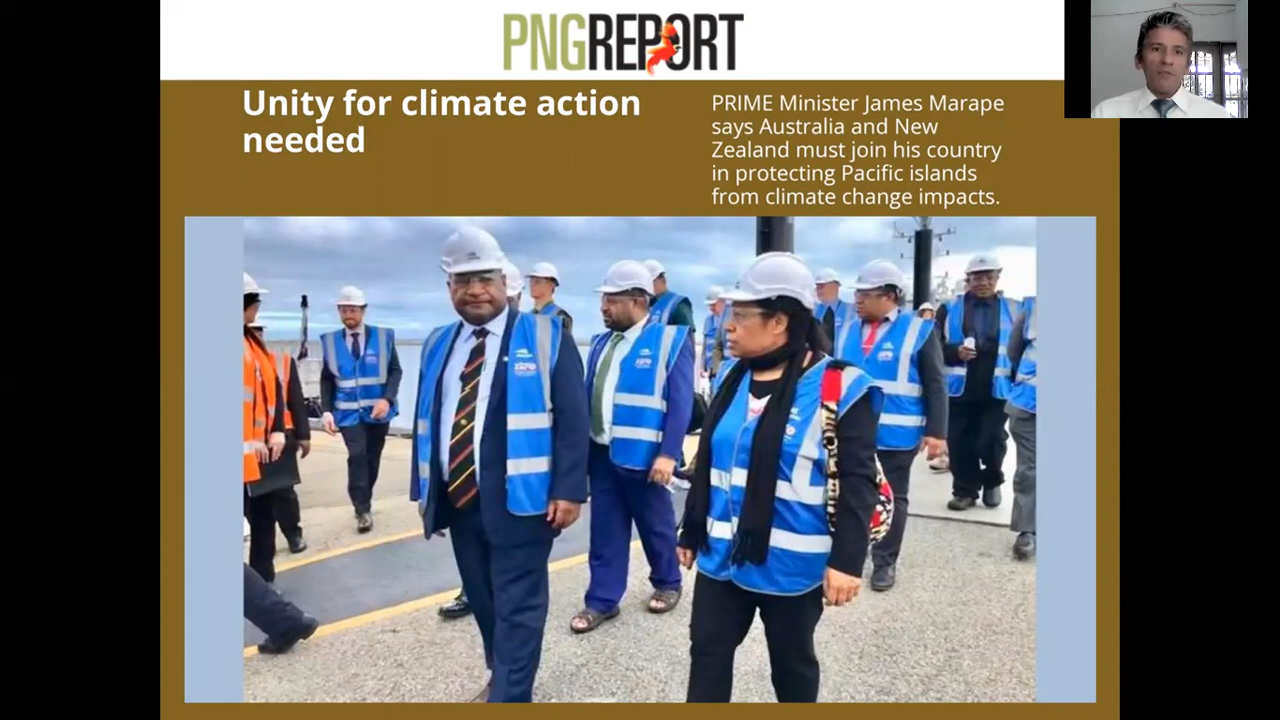 PNGREPORT
Unity for climate action
needed
PRIME Minister James Marape
says Australia and New
Zealand must join his country
in protecting Pacific islands
from climate change impacts.